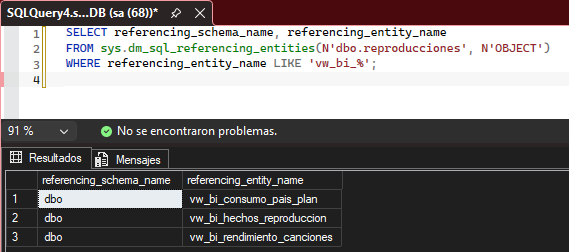 SQLQuery4.s...DB (sa (68))*
1 SELECT referencing_schema_name, referencing_entity_name
2 FROM sys.dm_sql_referencing_entities(N'dbo.reproducciones', N'OBJECT')
3 WHERE referencing_entity_name LIKE 'vw_bi_%';
4
91 % No se encontraron problemas.
Resultados Mensajes
referencing_schema_name referencing_entity_name
1 dbo vw_bi_consumo_pais_plan
2 dbo vw_bi_hechos_reproduccion
3 dbo vw_bi_rendimiento_canciones